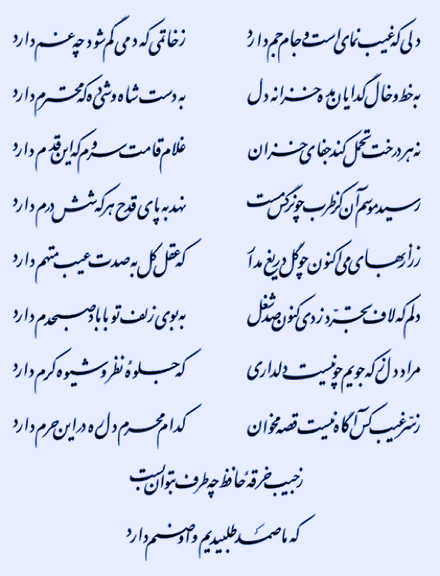 دلی که غیب نمای است و جام جم دارد
ز خاتمی که دمی گم شود چه غم دارد
به خط و خال گدایان مده خزانه دل
به دست شاه وشی ده که محترم دارد
نه هر درخت تحمل کند جفای خزان
غلام قامت سروم که این قدم دارد
رسید موسم آن کز طرب چو نرگس مست
نهد به پای قدح هر که شش درم دارد
زر از بهای می اکنون چو گل دریغ مدار
که عقل کل به صدت عیب متهم دارد
دلم که لاف تجرد زدی کنون صد شغل
به بوی زلف تو با باد صبحدم دارد
مراد دل ز که جویم چو نیست دلداری
که جلوهٔ نظر و شیوه کرم دارد
ز سر غیب کس آگاه نیست قصه مخوان
کدام محرم دل ره در این حرم دارد
ز جیب خرقهٔ حافظ چه طرف بتوان بست
که ما صمد طلبیدیم و او صنم دارد